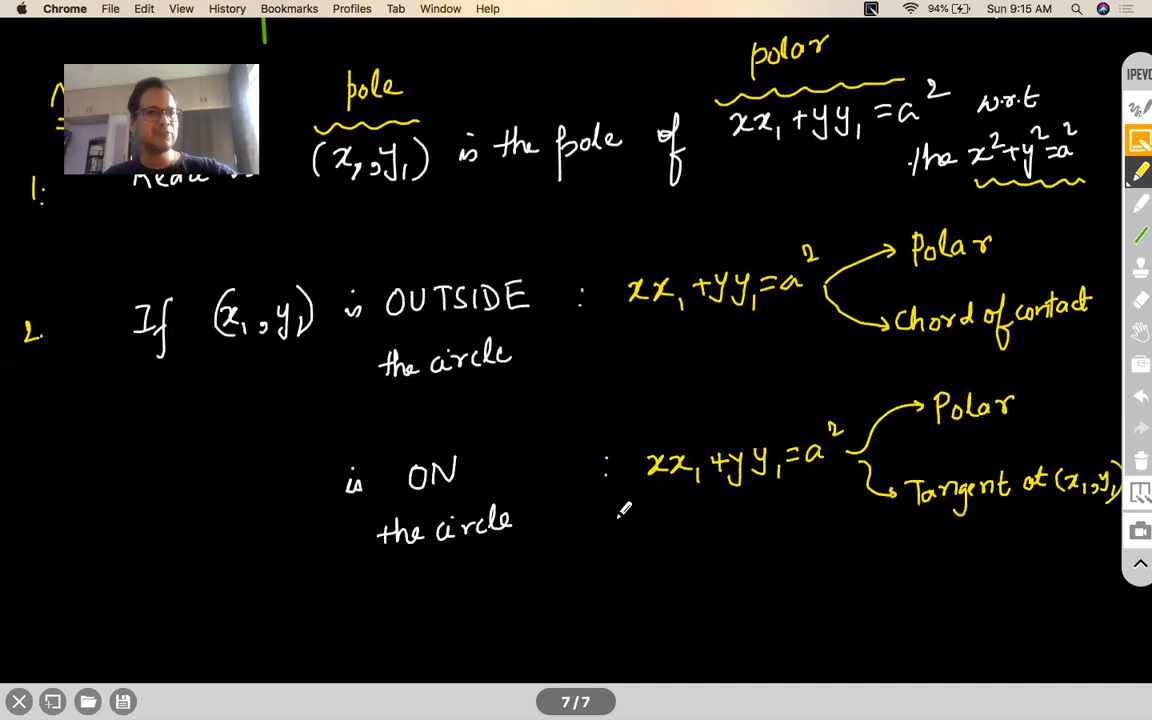 Chrome File Edit View History Bookmarks Profiles Tab Window Help 94% Sun 9:15 AM
IPEVO
pole
polar
1:
(x₁, y₁) is the pole of xx₁ + yy₁ = a² w.r.t
the x² + y² = a²
2.
If (x₁, y₁) is OUTSIDE : xx₁ + yy₁ = a² → Polar
the circle → Chord of contact
is ON : xx₁ + yy₁ = a² → Polar
the circle → Tangent at (x₁, y₁)
7/7